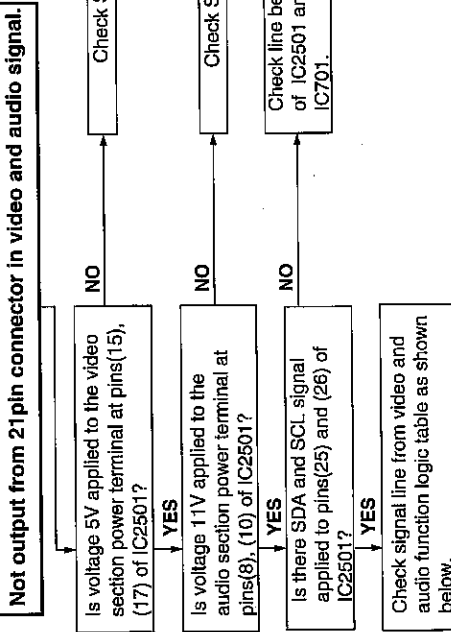 Not output from 21pin connector in video and audio signal.
Is voltage 5V applied to the video
section power terminal at pins(15),
(17) of IC2501?
NO
Check
YES
Is voltage 11V applied to the
audio section power terminal at
pins(8), (10) of IC2501?
NO
Check
YES
Is there SDA and SCL signal
applied to pins(25) and (26) of
IC2501?
NO
Check line
of IC2501
IC701.
YES
Check signal line from video and
audio function logic table as shown
below.